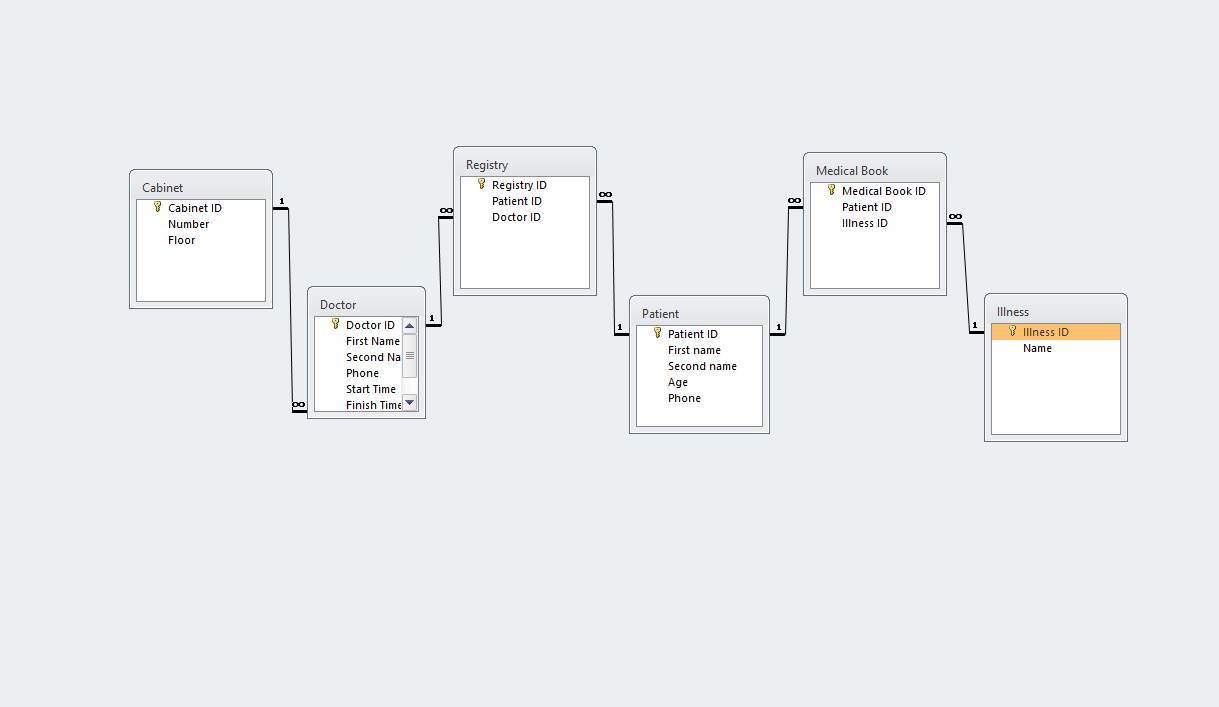 Cabinet
Cabinet ID
Number
Floor
1
∞
Doctor
Doctor ID
First Name
Second Na
Phone
Start Time
Finish Time
1
∞
Registry
Registry ID
Patient ID
Doctor ID
∞
1
Patient
Patient ID
First name
Second name
Age
Phone
1
∞
Medical Book
Medical Book ID
Patient ID
Illness ID
∞
1
Illness
Illness ID
Name